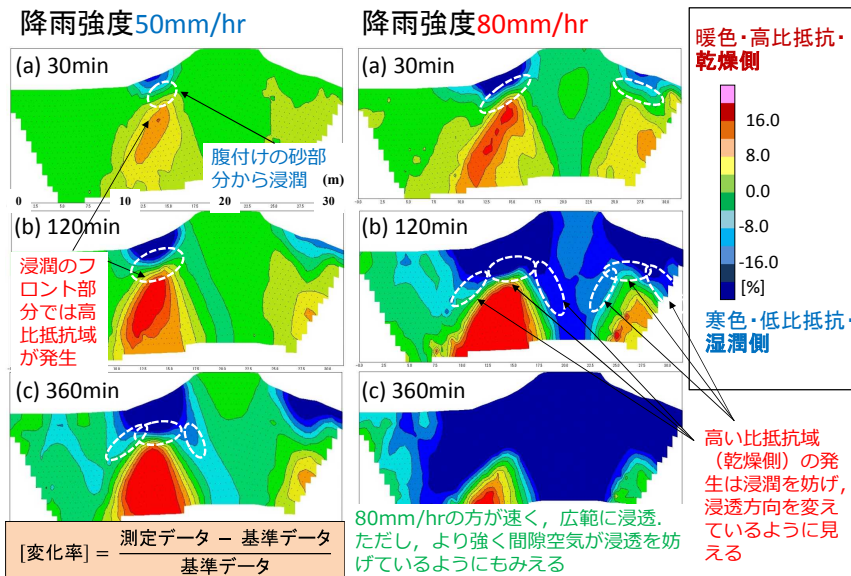 降雨強度50mm/hr
(a) 30min
腹付けの砂部
分から浸潤
(m)
0 10 20 30
(b) 120min
浸潤のフ
ロント部
分では高
比抵抗域
が発生
(c) 360min
[変化率] = 測定データ − 基準データ
基準データ
降雨強度80mm/hr
(a) 30min
(b) 120min
(c) 360min
80mm/hrの方が速く，広範に浸透．
ただし，より強く間隙空気が浸透を妨
げているようにもみえる
暖色・高比抵抗・
乾燥側
16.0
8.0
0.0
-8.0
-16.0
[%]
寒色・低比抵抗・
湿潤側
高い比抵抗域
（乾燥側）の発
生は浸潤を妨げ，
浸透方向を変え
ているように見
える